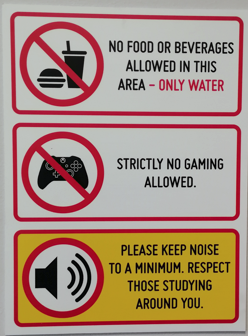 NO FOOD OR BEVERAGES
ALLOWED IN THIS
AREA – ONLY WATER
STRICTLY NO GAMING
ALLOWED.
PLEASE KEEP NOISE
TO A MINIMUM. RESPECT
THOSE STUDYING
AROUND YOU.